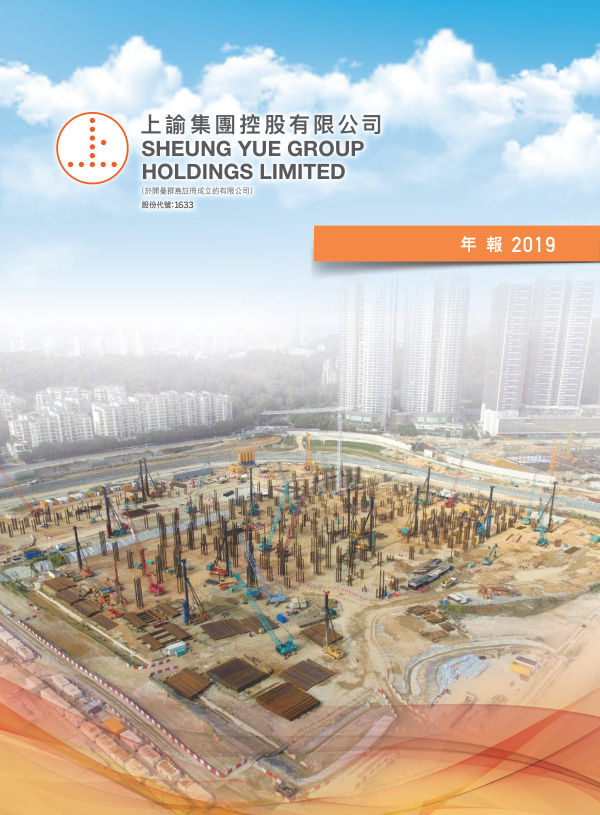 上諭集團控股有限公司
SHEUNG YUE GROUP
HOLDINGS LIMITED
(於開曼群島註冊成立的有限公司)
股份代號:1633
年 報 2019